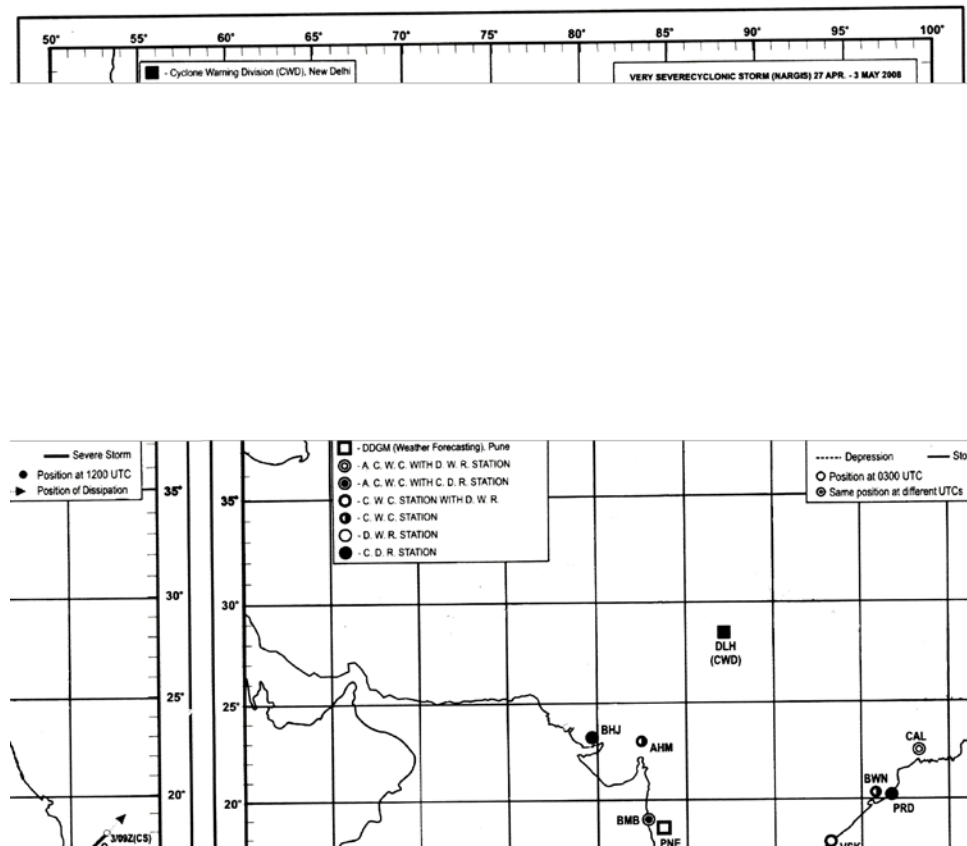 50° 55° 60° 65° 70° 75° 80° 85° 90° 95° 100°
- Cyclone Warning Division (CWD), New Delhi
VERY SEVERECYCLONIC STORM (NARGIS) 27 APR. - 3 MAY 2008
Severe Storm
Position at 1200 UTC
Position of Dissipation
- DDGM (Weather Forecasting), Pune
- A. C. W. C. WITH D. W. R. STATION
- A. C. W. C. WITH C. D. R. STATION
- C. W. C. STATION WITH D. W. R.
- C. W. C. STATION
- D. W. R. STATION
- C. D. R. STATION
Depression
Sto
Position at 0300 UTC
Same position at different UTCs
35°
35°
30°
30°
DLH
(CWD)
25°
25°
BHJ
AHM
CAL
BWN
PRD
20°
20°
BMB
PNE
VSK
3/09Z(CS)